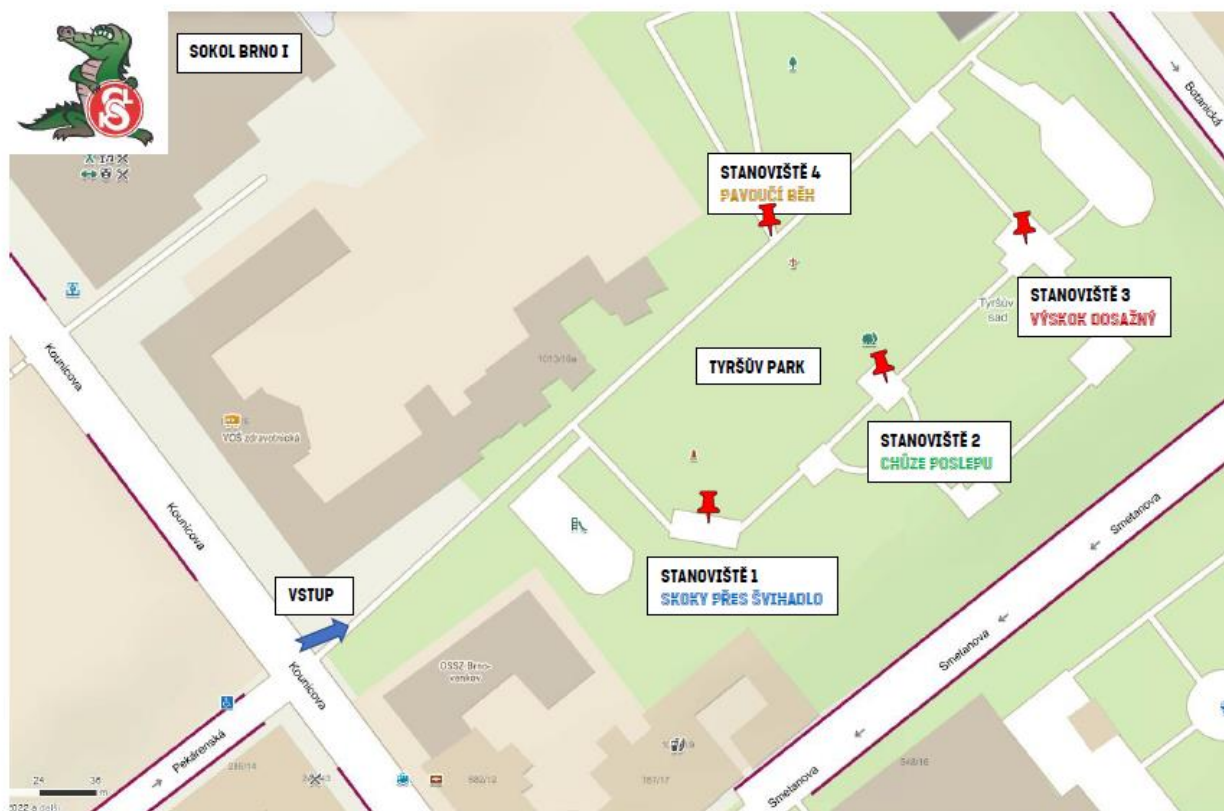 SOKOL BRNO I
Botanická
STANOVIŠTĚ 4
PAVOUČÍ BĚH
STANOVIŠTĚ 3
VÝSKOK DOSAŽNÝ
Tyršův
sad
Kounicova
1013/16a
TYRŠŮV PARK
VOŠ zdravotnická
STANOVIŠTĚ 2
CHŮZE POSLEPU
Kounicova
Smetanova
STANOVIŠTĚ 1
SKOKY PŘES ŠVIHADLO
VSTUP
Smetanova
OSSZ Brno-
venkov
Kounicova
Pekárenská
Smetanova